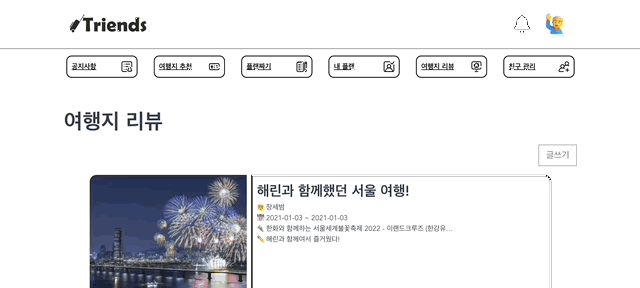 Triends
공지사항
여행지 추천
플랜짜기
내 플랜
여행지 리뷰
친구 관리
여행지 리뷰
글쓰기
해린과 함께했던 서울 여행!
장세범
2021-01-03 ~ 2021-01-03
한화와 함께하는 서울세계불꽃축제 2022 - 이랜드크루즈 (한강유...
해린과 함께여서 즐거웠다!